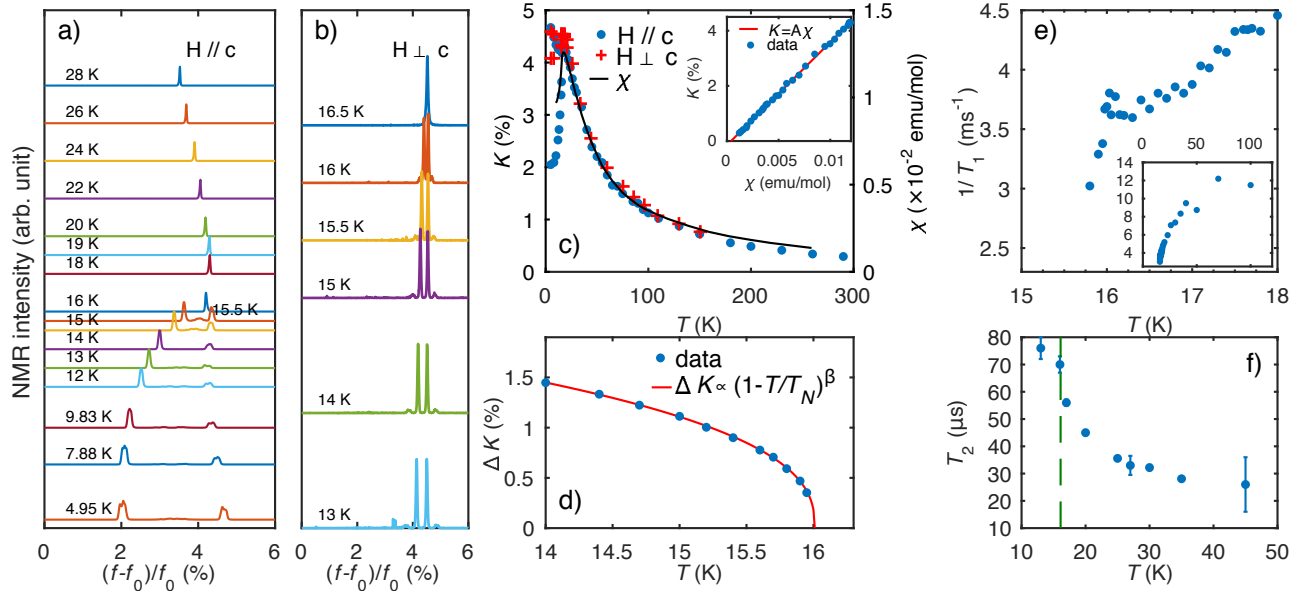 a)
H // c
28 K
26 K
24 K
22 K
20 K
19 K
18 K
16 K
15.5 K
15 K
14 K
13 K
12 K
9.83 K
7.88 K
4.95 K
NMR intensity (arb. unit)
0 2 4 6
(f-f0)/f0 (%)
b)
H ⊥ c
16.5 K
16 K
15.5 K
15 K
14 K
13 K
0 2 4 6
(f-f0)/f0 (%)
5
4
3
2
1
0
K (%)
H // c
H ⊥ c
χ
c)
0 100 200 300
T (K)
1.5
1
0.5
0
χ (×10⁻² emu/mol)
K=Aχ
data
4
2
0
K (%)
0 0.005 0.01
χ (emu/mol)
1.5
1
0.5
0
Δ K (%)
data
Δ K∝ (1-T/T_N)^β
d)
14 14.5 15 15.5 16
T (K)
e)
4.5
4
3.5
3
2.5
1/ T₁ (ms⁻¹)
0 50 100
14
12
10
8
6
4
15 16 17 18
T (K)
f)
80
70
60
50
40
30
20
10
T₂ (μs)
10 20 30 40 50
T (K)